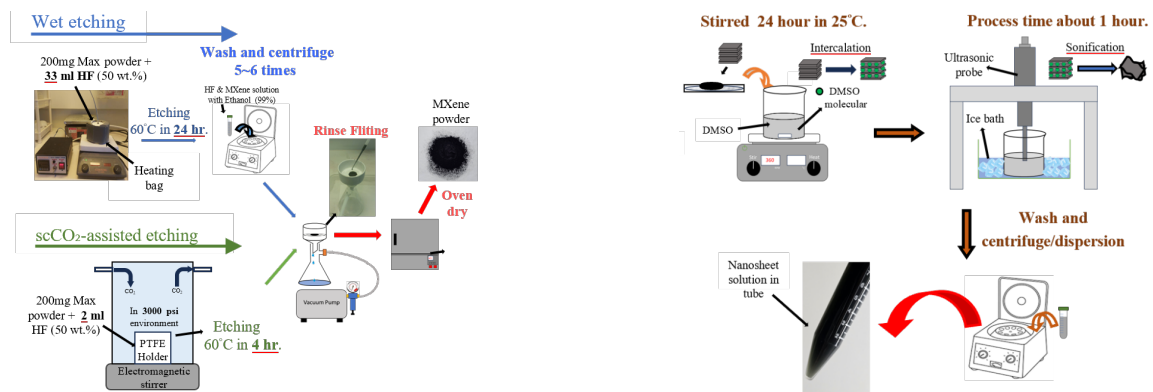 Wet etching
200mg Max powder +
33 ml HF (50 wt.%)
Etching
60°C in 24 hr.
Heating
bag
Wash and centrifuge
5~6 times
HF & MXene solution
with Ethanol (99%)
Rinse Fliting
MXene
powder
Oven
dry
Vacuum Pump
scCO₂-assisted etching
CO₂
CO₂
200mg Max
powder + 2 ml
HF (50 wt.%)
In 3000 psi
environment
PTFE
Holder
Electromagnetic
stirrer
Etching
60°C in 4 hr.
Stirred 24 hour in 25°C.
Intercalation
DMSO
molecular
DMSO
360
Process time about 1 hour.
Ultrasonic
probe
Sonification
Ice bath
Wash and
centrifuge/dispersion
Nanosheet
solution in
tube